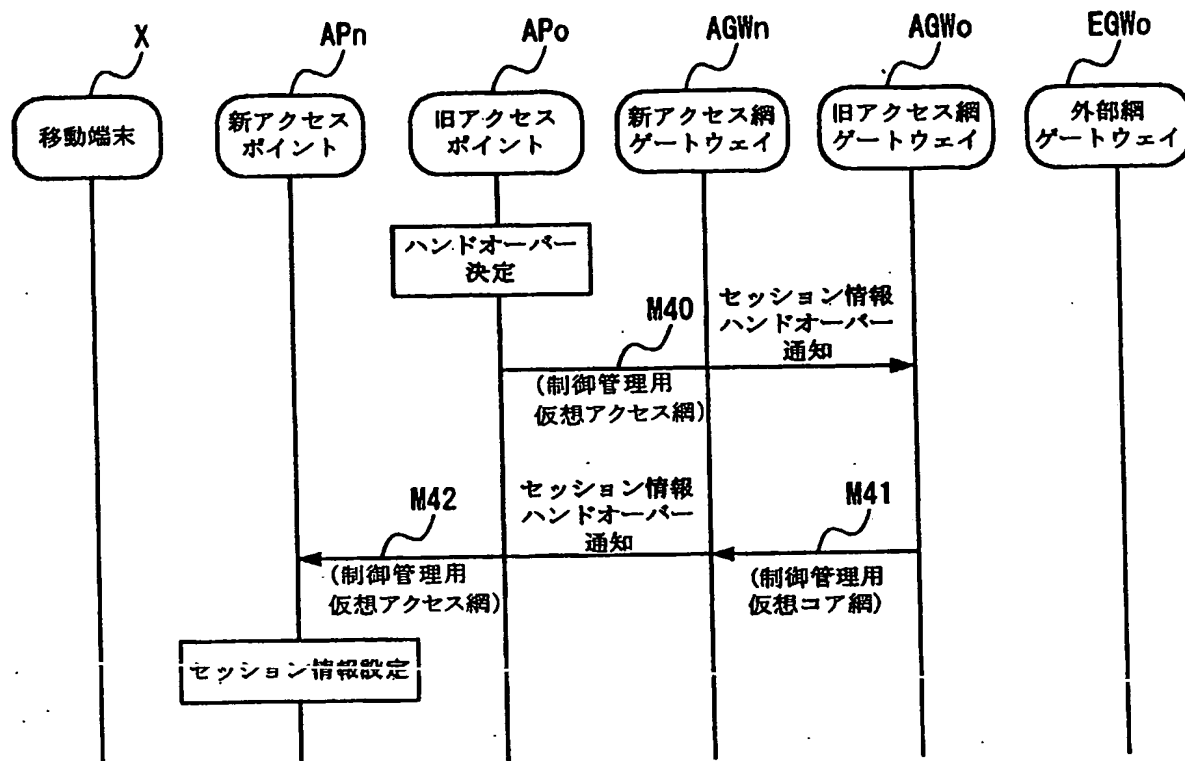 X
APn
APo
AGWn
AGWo
EGWo
移動端末
新アクセス
ポイント
旧アクセス
ポイント
新アクセス網
ゲートウェイ
旧アクセス網
ゲートウェイ
外部網
ゲートウェイ
ハンドオーバー
決定
M40
セッション情報
ハンドオーバー
通知
(制御管理用
仮想アクセス網)
M42
セッション情報
ハンドオーバー
通知
M41
(制御管理用
仮想アクセス網)
(制御管理用
仮想コア網)
セッション情報設定